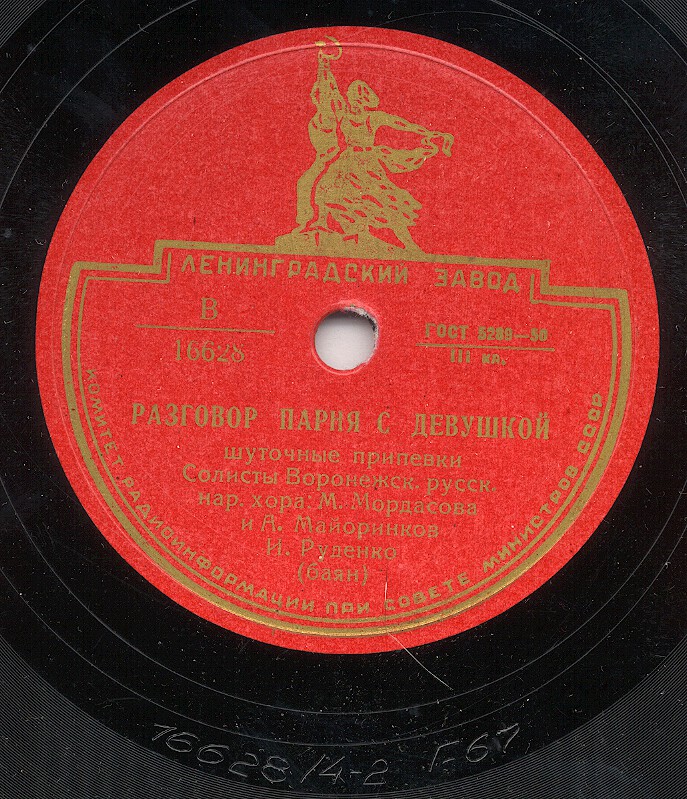 ЛЕНИНГРАДСКИЙ ЗАВОД
В
16628
ГОСТ 5289—50
III кл.
РАЗГОВОР ПАРНЯ С ДЕВУШКОЙ
шуточные припевки
Солисты Воронежск. русск.
нар. хора: М. Мордасова
и А. Майоринков
И. Руденко
(баян)
КОМИТЕТ РАДИОИНФОРМАЦИИ ПРИ СОВЕТЕ МИНИСТРОВ СССР
16628/4-2 Г.61